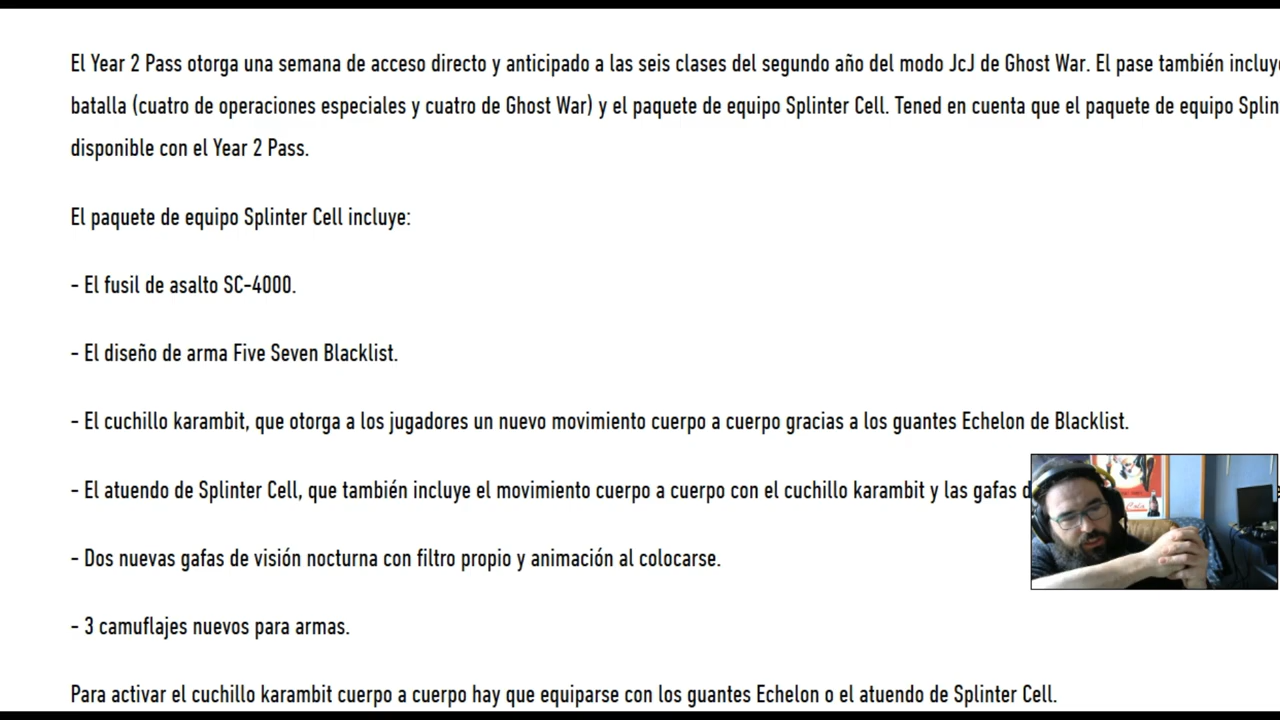 El Year 2 Pass otorga una semana de acceso directo y anticipado a las seis clases del segundo año del modo JcJ de Ghost War. El pase también incluye
batalla (cuatro de operaciones especiales y cuatro de Ghost War) y el paquete de equipo Splinter Cell. Tened en cuenta que el paquete de equipo Splin
disponible con el Year 2 Pass.
El paquete de equipo Splinter Cell incluye:
- El fusil de asalto SC-4000.
- El diseño de arma Five Seven Blacklist.
- El cuchillo karambit, que otorga a los jugadores un nuevo movimiento cuerpo a cuerpo gracias a los guantes Echelon de Blacklist.
- El atuendo de Splinter Cell, que también incluye el movimiento cuerpo a cuerpo con el cuchillo karambit y las gafas d
- Dos nuevas gafas de visión nocturna con filtro propio y animación al colocarse.
- 3 camuflajes nuevos para armas.
Para activar el cuchillo karambit cuerpo a cuerpo hay que equiparse con los guantes Echelon o el atuendo de Splinter Cell.